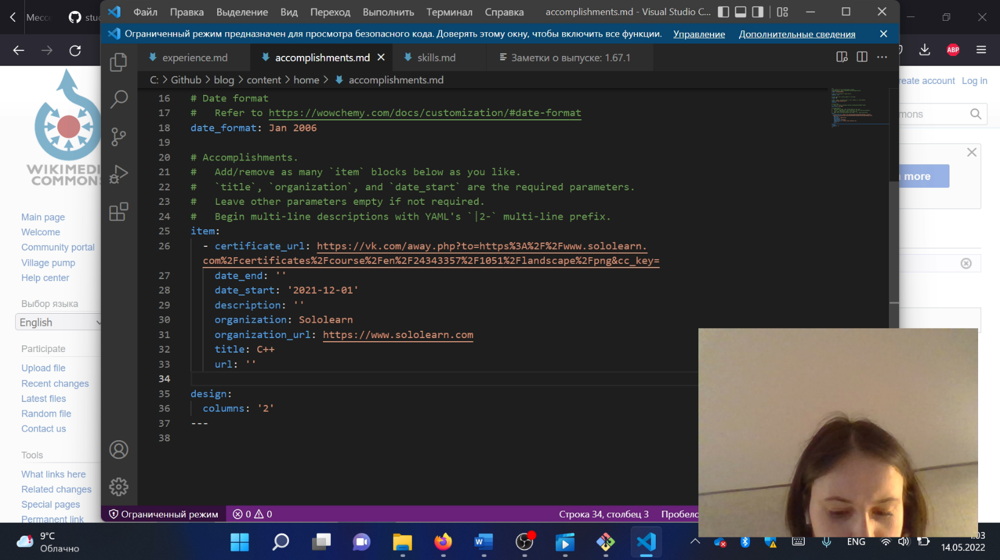 Файл Правка Выделение Вид Переход Выполнить Терминал Справка accomplishments.md - Visual Studio C...
Ограниченный режим предназначен для просмотра безопасного кода. Доверять этому окну, чтобы включить все функции. Управление Дополнительные сведения
ABP
experience.md accomplishments.md skills.md Заметки о выпуске: 1.67.1
C: > Github > blog > content > home > accomplishments.md
reate account Log in
WIKIMEDI
COMMONS
mons
more
Main page
Welcome
Community portal
Village pump
Help center
Выбор языка
English
Participate
Upload file
Recent changes
Latest files
Random file
Contact us
Tools
What links here
Related changes
Special pages
Permanent link
16 # Date format
17 # Refer to https://wowchemy.com/docs/customization/#date-format
18 date_format: Jan 2006
19
20 # Accomplishments.
21 # Add/remove as many `item` blocks below as you like.
22 # `title`, `organization`, and `date_start` are the required parameters.
23 # Leave other parameters empty if not required.
24 # Begin multi-line descriptions with YAML's `|2-` multi-line prefix.
25 item:
26 - certificate_url: https://vk.com/away.php?to=https%3A%2F%2Fwww.sololearn.
com%2Fcertificates%2Fcourse%2Fen%2F24343357%2F1051%2Flandscape%2Fpng&cc_key=
27 date_end: ''
28 date_start: '2021-12-01'
29 description: ''
30 organization: Sololearn
31 organization_url: https://www.sololearn.com
32 title: C++
33 url: ''
34
35 design:
36 columns: '2'
37 ---
38
Ограниченный режим 0 0 Строка 34, столбец 3
9°C
Облачно
ENG
14.05.2022